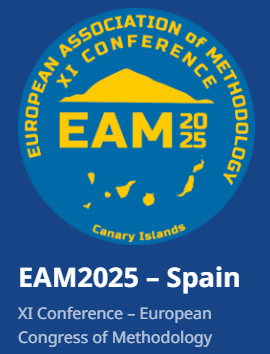 EUROPEAN ASSOCIATION of METHODOLOGY
XI CONFERENCE
EAM 20
25
Canary Islands
EAM2025 – Spain
XI Conference – European
Congress of Methodology